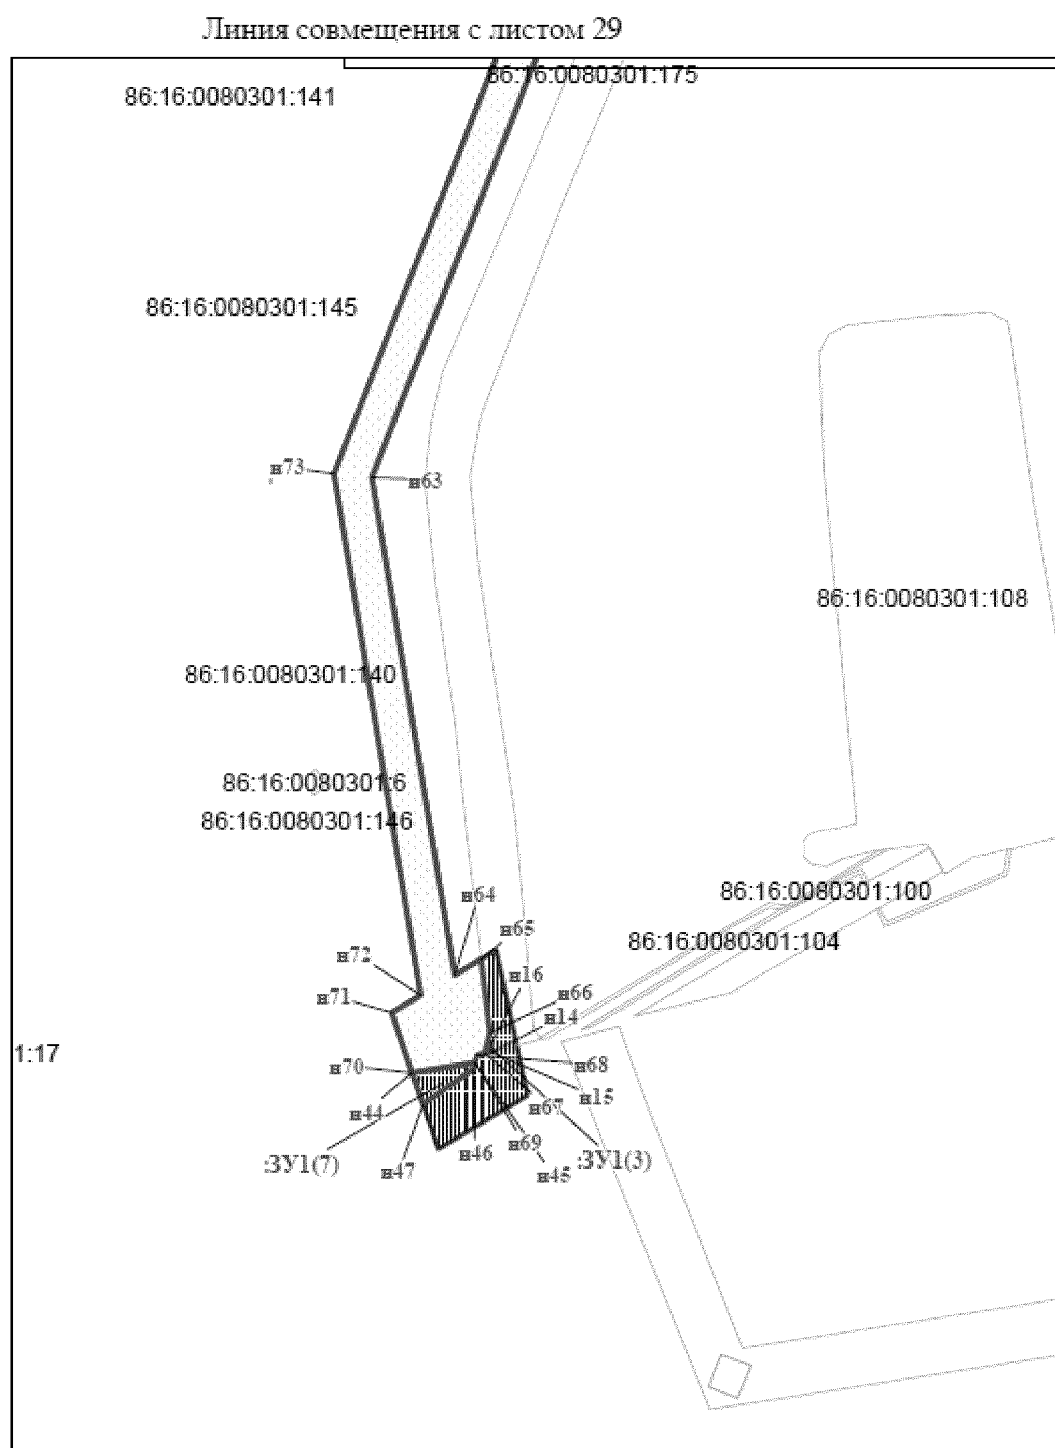 Линия совмещения с листом 29
86:16:0080301:175
86:16:0080301:141
86:16:0080301:145
н73
н63
86:16:0080301:108
86:16:0080301:140
86:16:0080301:6
86:16:0080301:146
86:16:0080301:100
н64
н65
86:16:0080301:104
н72
н16
н71
н66
н14
1:17
н70
н68
н15
н44
н67
н69
н46
:ЗУ1(7)
н47
:ЗУ1(3)
н45